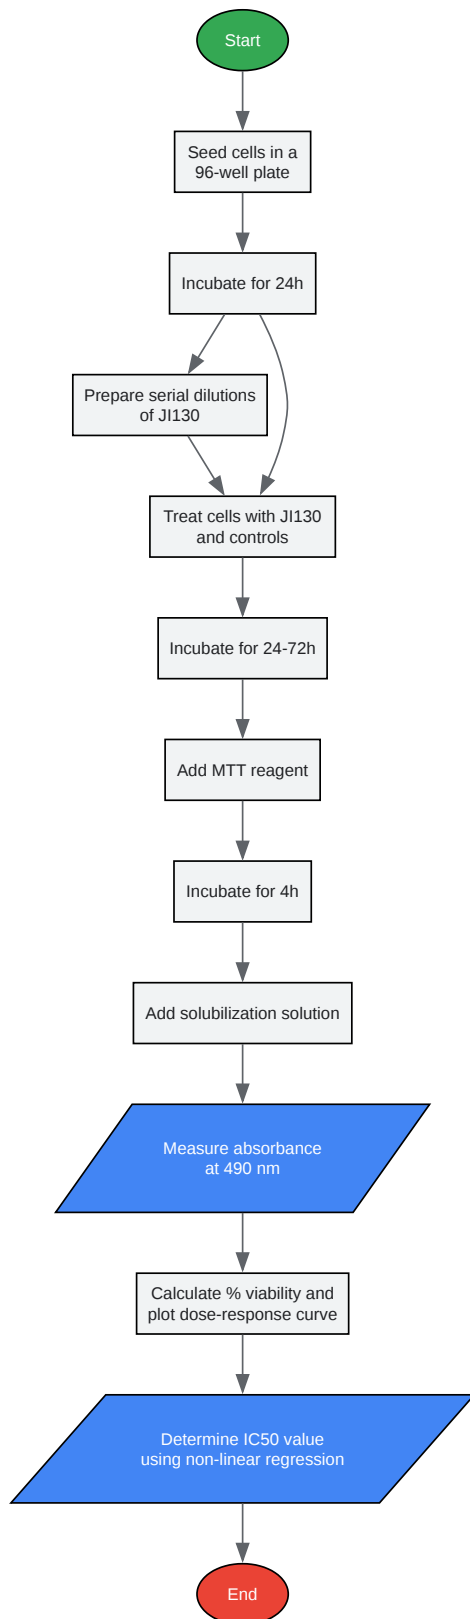 Start
Seed cells in a
96-well plate
Incubate for 24h
Prepare serial dilutions
of JI130
Treat cells with JI130
and controls
Incubate for 24-72h
Add MTT reagent
Incubate for 4h
Add solubilization solution
Measure absorbance
at 490 nm
Calculate % viability and
plot dose-response curve
Determine IC50 value
using non-linear regression
End